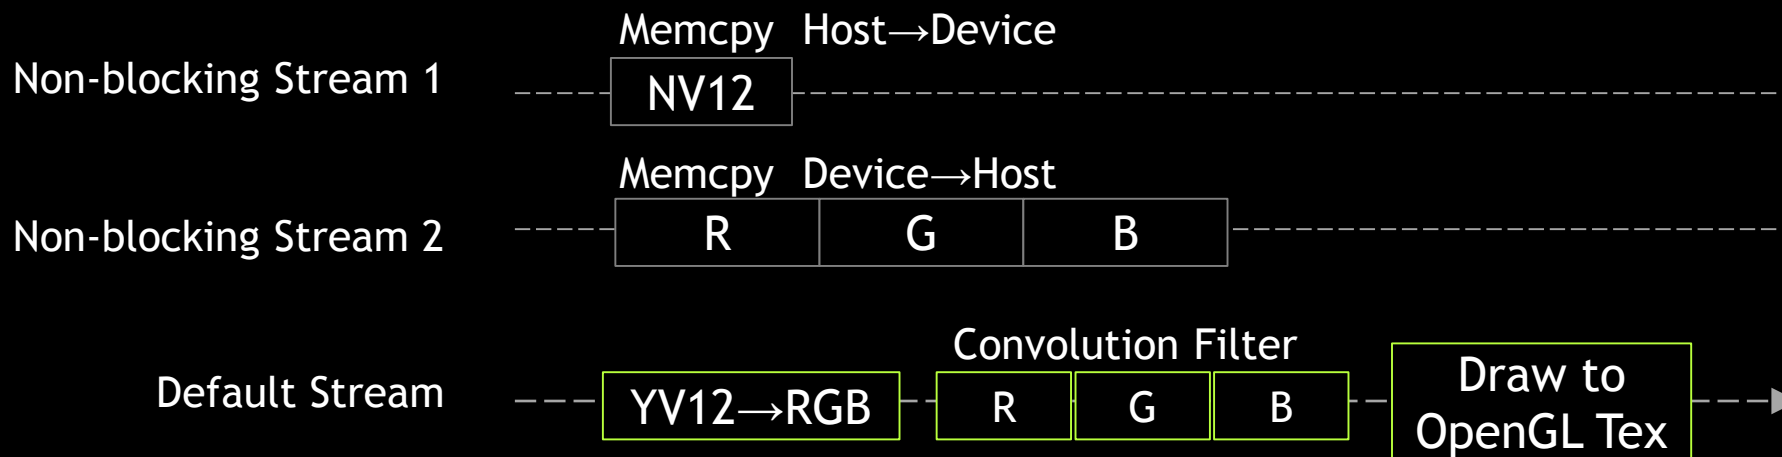 Memcpy Host→Device
Non-blocking Stream 1
NV12
Memcpy Device→Host
Non-blocking Stream 2
R G B
Convolution Filter
Default Stream
YV12→RGB
R G B
Draw to
OpenGL Tex